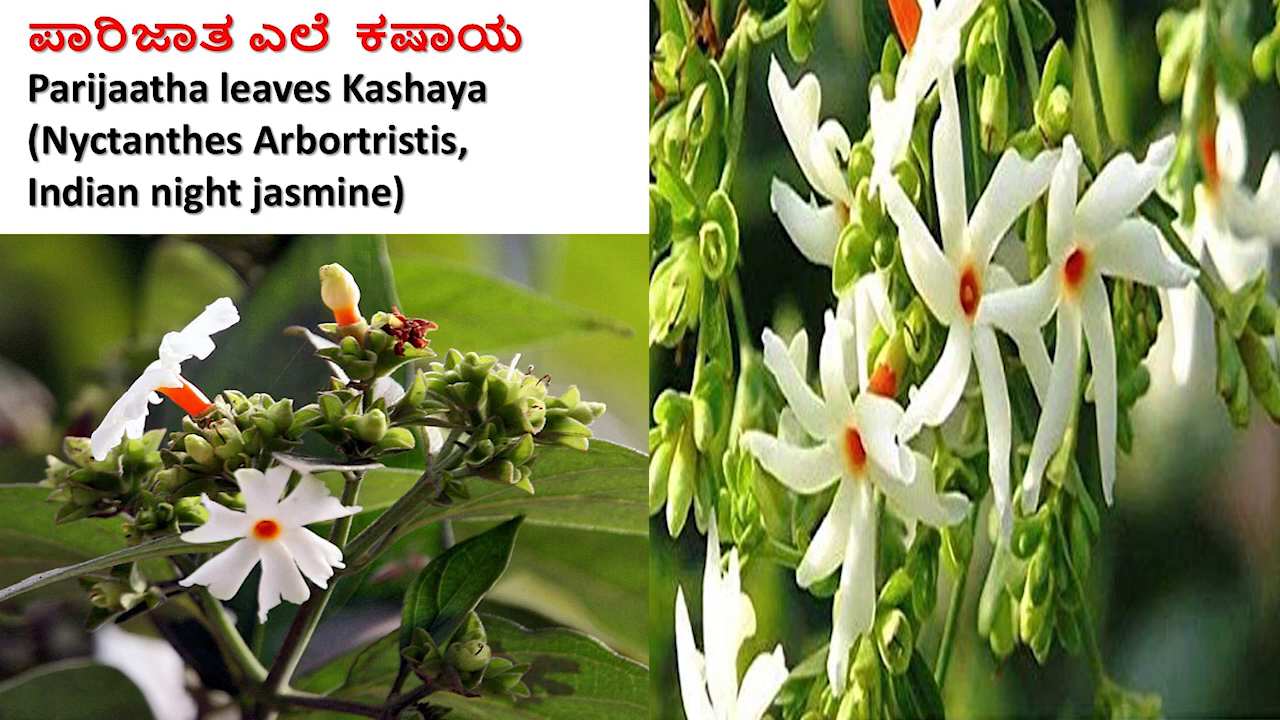 ಪಾರಿಜಾತ ಎಲೆ ಕಷಾಯ
Parijaatha leaves Kashaya
(Nyctanthes Arbortristis,
Indian night jasmine)